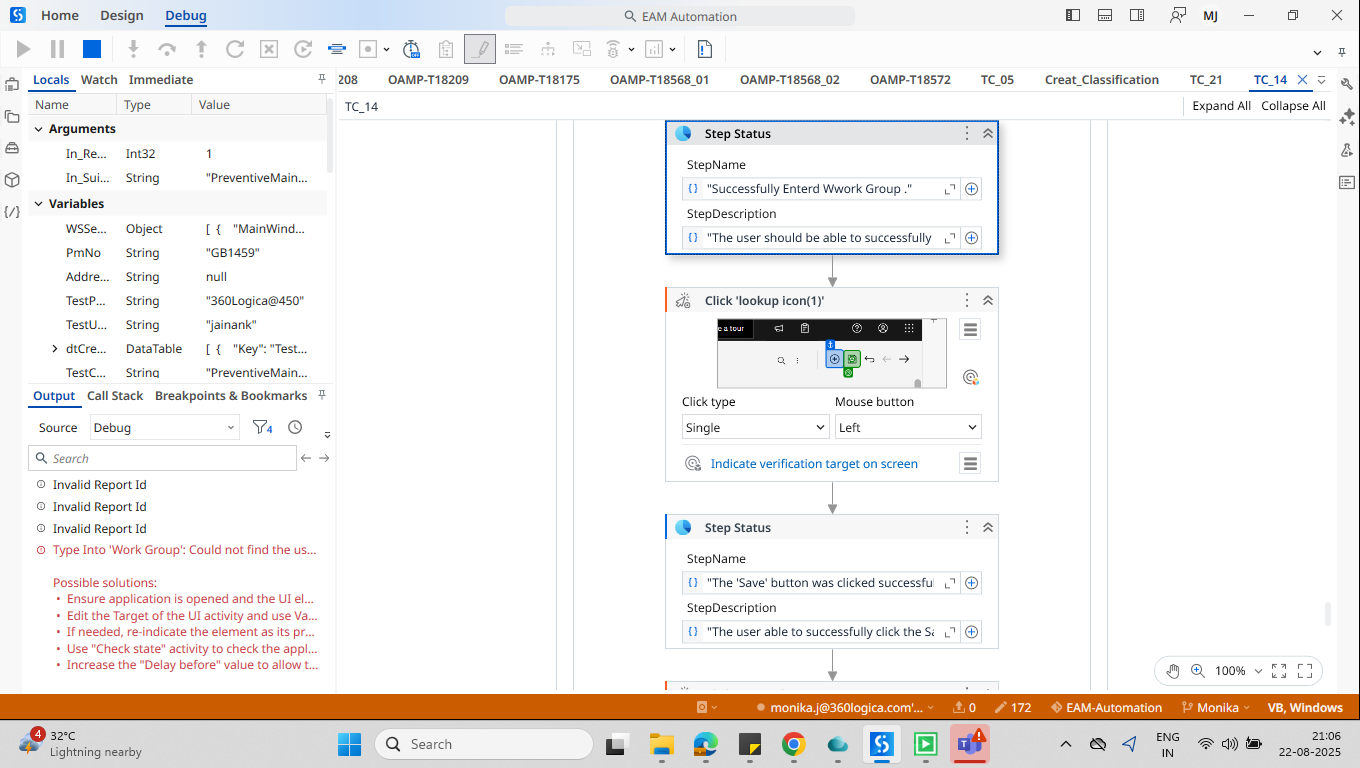 Home Design Debug
EAM Automation
MJ
Locals Watch Immediate
Name Type Value
Arguments
In_Re... Int32 1
In_Sui... String "PreventiveMain...
Variables
WSSe... Object [ { "MainWind...
PmNo String "GB1459"
Addre... String null
TestP... String "360Logica@450"
TestU... String "jainank"
dtCre... DataTable [ { "Key": "Test...
TestC... String "PreventiveMain...
Output Call Stack Breakpoints & Bookmarks
Source Debug
4
Search
Invalid Report Id
Invalid Report Id
Invalid Report Id
Type Into 'Work Group': Could not find the us...
Possible solutions:
• Ensure application is opened and the UI el...
• Edit the Target of the UI activity and use Va...
• If needed, re-indicate the element as its pr...
• Use "Check state" activity to check the appl...
• Increase the "Delay before" value to allow t...
208 OAMP-T18209 OAMP-T18175 OAMP-T18568_01 OAMP-T18568_02 OAMP-T18572 TC_05 Creat_Classification TC_21 TC_14
TC_14
Expand All Collapse All
Step Status
StepName
"Successfully Enterd Wwork Group ."
StepDescription
"The user should be able to successfully
Click 'lookup icon(1)'
e a tour
Click type Mouse button
Single Left
Indicate verification target on screen
Step Status
StepName
"The 'Save' button was clicked successfu
StepDescription
"The user able to successfully click the Sa
100%
monika.j@360logica.com'... 0 172 EAM-Automation Monika VB, Windows
4
32°C
Lightning nearby
Search
ENG
IN
21:06
22-08-2025